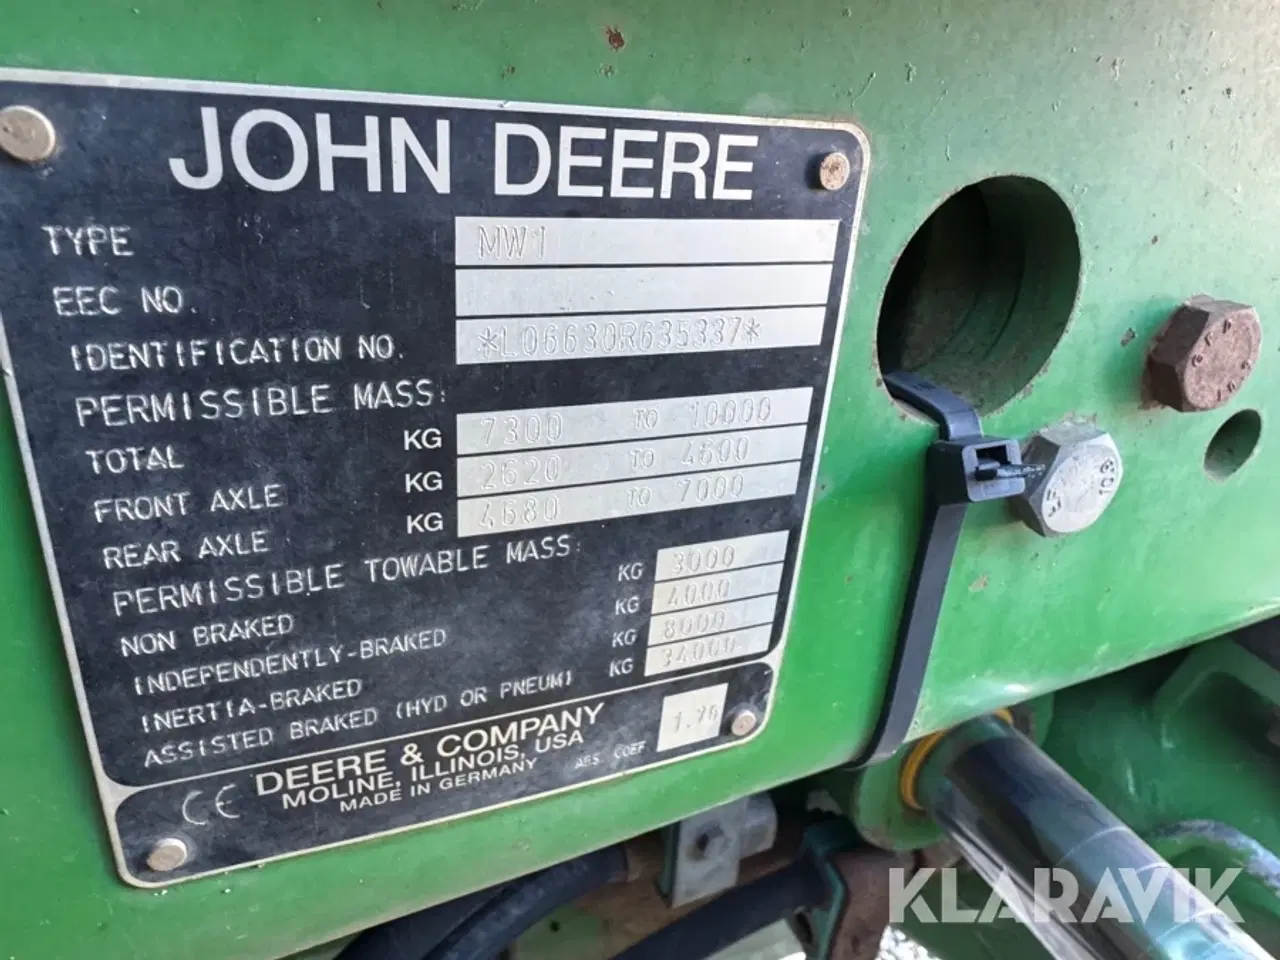 JOHN DEERE
TYPE MW1
EEC NO.
IDENTIFICATION NO. *L06630R635337*
PERMISSIBLE MASS:
TOTAL KG 7300 TO 10000
FRONT AXLE KG 2620 TO 4600
REAR AXLE KG 4680 TO 7000
PERMISSIBLE TOWABLE MASS:
NON BRAKED KG 3000
INDEPENDENTLY-BRAKED KG 4000
INERTIA-BRAKED KG 8000
ASSISTED BRAKED (HYD OR PNEUM) KG 34000
CE DEERE & COMPANY
MOLINE, ILLINOIS, USA
MADE IN GERMANY ABS. COEF
KLARAVIK